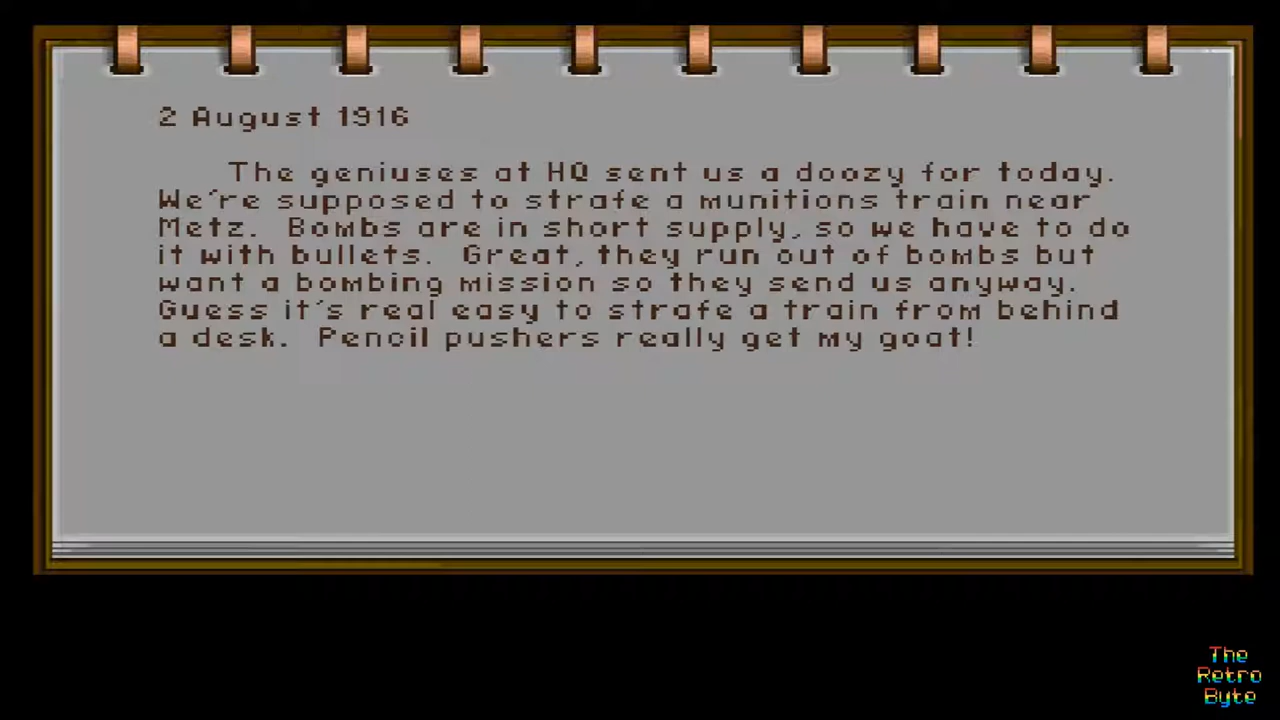 2 August 1916
The geniuses at HQ sent us a doozy for today.
We're supposed to strafe a munitions train near
Metz. Bombs are in short supply, so we have to do
it with bullets. Great, they run out of bombs but
want a bombing mission so they send us anyway.
Guess it's real easy to strafe a train from behind
a desk. Pencil pushers really get my goat!
The
Retro
Byte